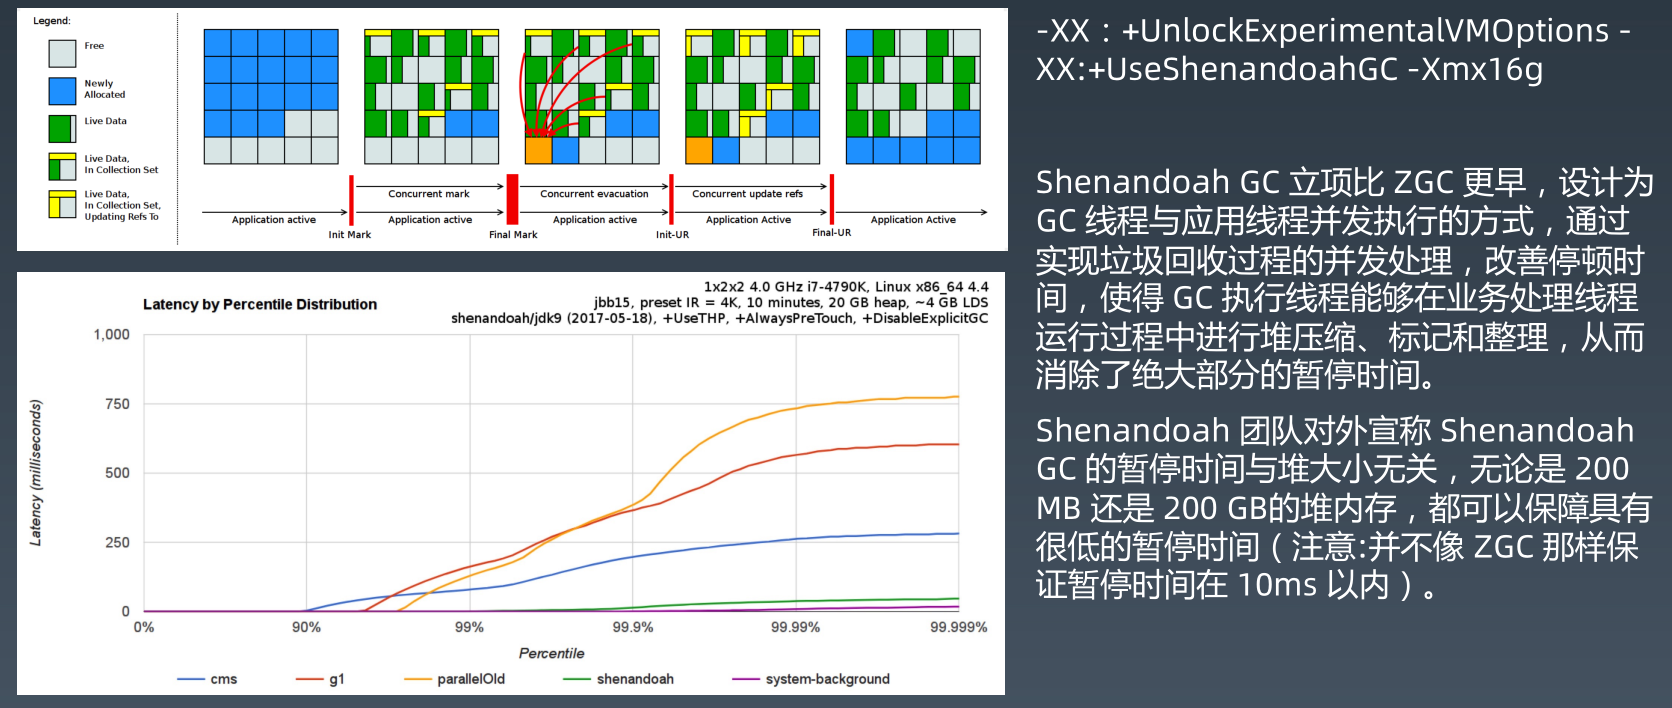 Legend:
Free
Newly
Allocated
Live Data
Live Data,
In Collection Set
Live Data,
In Collection Set,
Updating Refs To
Concurrent mark
Concurrent evacuation
Concurrent update refs
Application active
Application active
Application active
Application Active
Application Active
Init Mark
Final Mark
Init-UR
Final-UR
Latency by Percentile Distribution
1x2x2 4.0 GHz i7-4790K, Linux x86_64 4.4
jbb15, preset IR = 4K, 10 minutes, 20 GB heap, ~4 GB LDS
shenandoah/jdk9 (2017-05-18), +UseTHP, +AlwaysPreTouch, +DisableExplicitGC
1,000
750
500
250
0
Latency (milliseconds)
0%
90%
99%
99.9%
99.99%
99.999%
Percentile
cms
g1
parallelOld
shenandoah
system-background
-XX：+UnlockExperimentalVMOptions -
XX:+UseShenandoahGC -Xmx16g
Shenandoah GC 立项比 ZGC 更早，设计为
GC 线程与应用线程并发执行的方式，通过
实现垃圾回收过程的并发处理，改善停顿时
间，使得 GC 执行线程能够在业务处理线程
运行过程中进行堆压缩、标记和整理，从而
消除了绝大部分的暂停时间。
Shenandoah 团队对外宣称 Shenandoah
GC 的暂停时间与堆大小无关，无论是 200
MB 还是 200 GB的堆内存，都可以保障具有
很低的暂停时间（注意:并不像 ZGC 那样保
证暂停时间在 10ms 以内）。